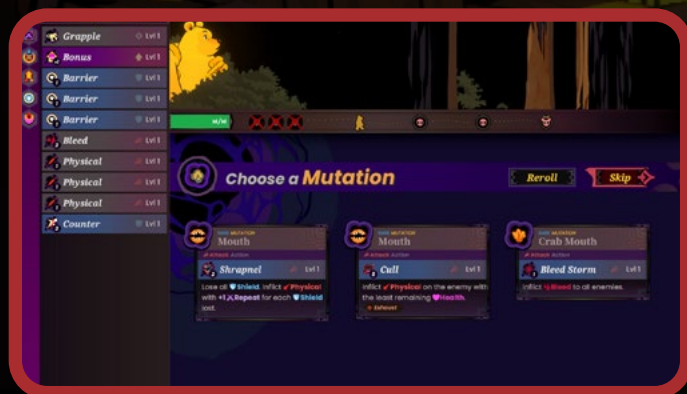 Grapple Lvl 1
Bonus Lvl 1
Barrier Lvl 1
Barrier Lvl 1
Barrier Lvl 1
Bleed Lvl 1
Physical Lvl 1
Physical Lvl 1
Physical Lvl 1
Counter Lvl 1
Choose a Mutation
Reroll
Skip
MUTATION
Mouth
Attack Action
Shrapnel Lvl 1
Lose all Shield. Inflict Physical
with +1 Repeat for each Shield
lost.
MUTATION
Mouth
Attack Action
Cull Lvl 1
Inflict Physical on the enemy with
the least remaining Health.
Exhaust
MUTATION
Crab Mouth
Attack Action
Bleed Storm Lvl 1
Inflict Bleed to all enemies.